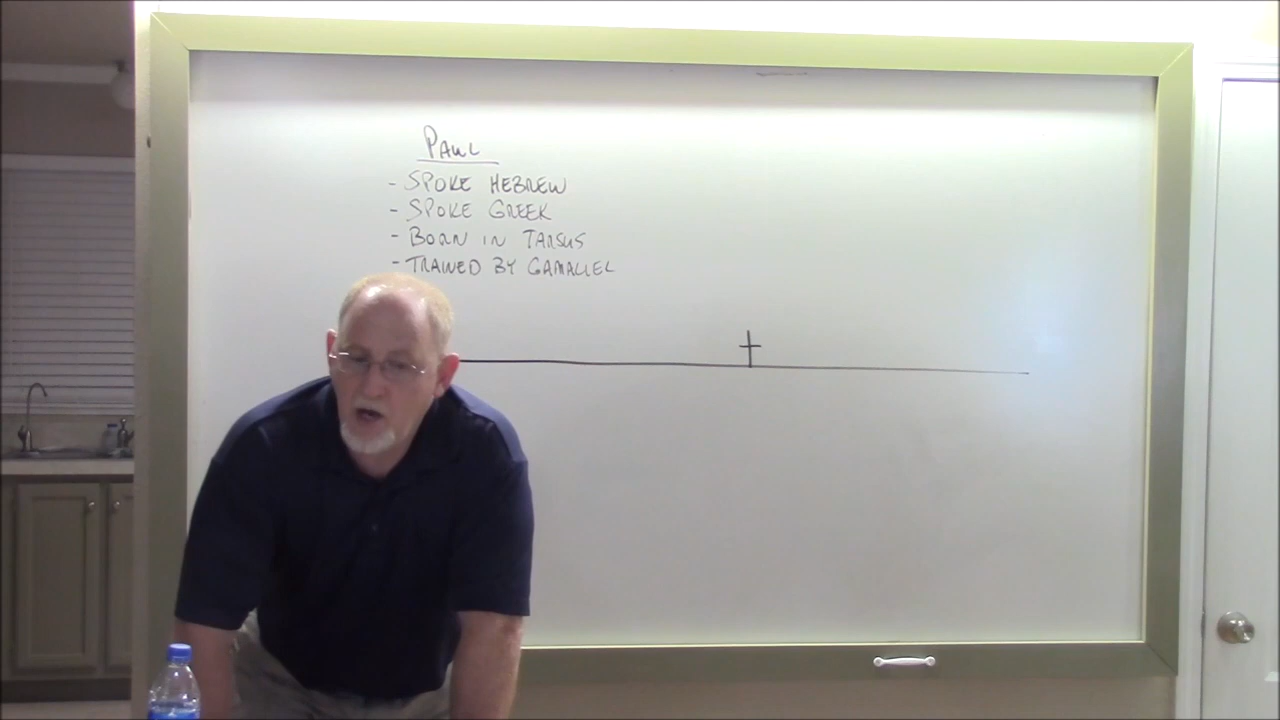 PAUL
- SPOKE HEBREW
- SPOKE GREEK
- BORN IN TARSUS
- TRAINED BY GAMALIEL